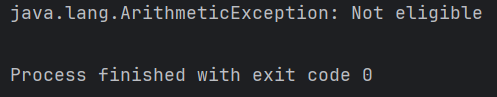 java.lang.ArithmeticException: Not eligible
Process finished with exit code 0